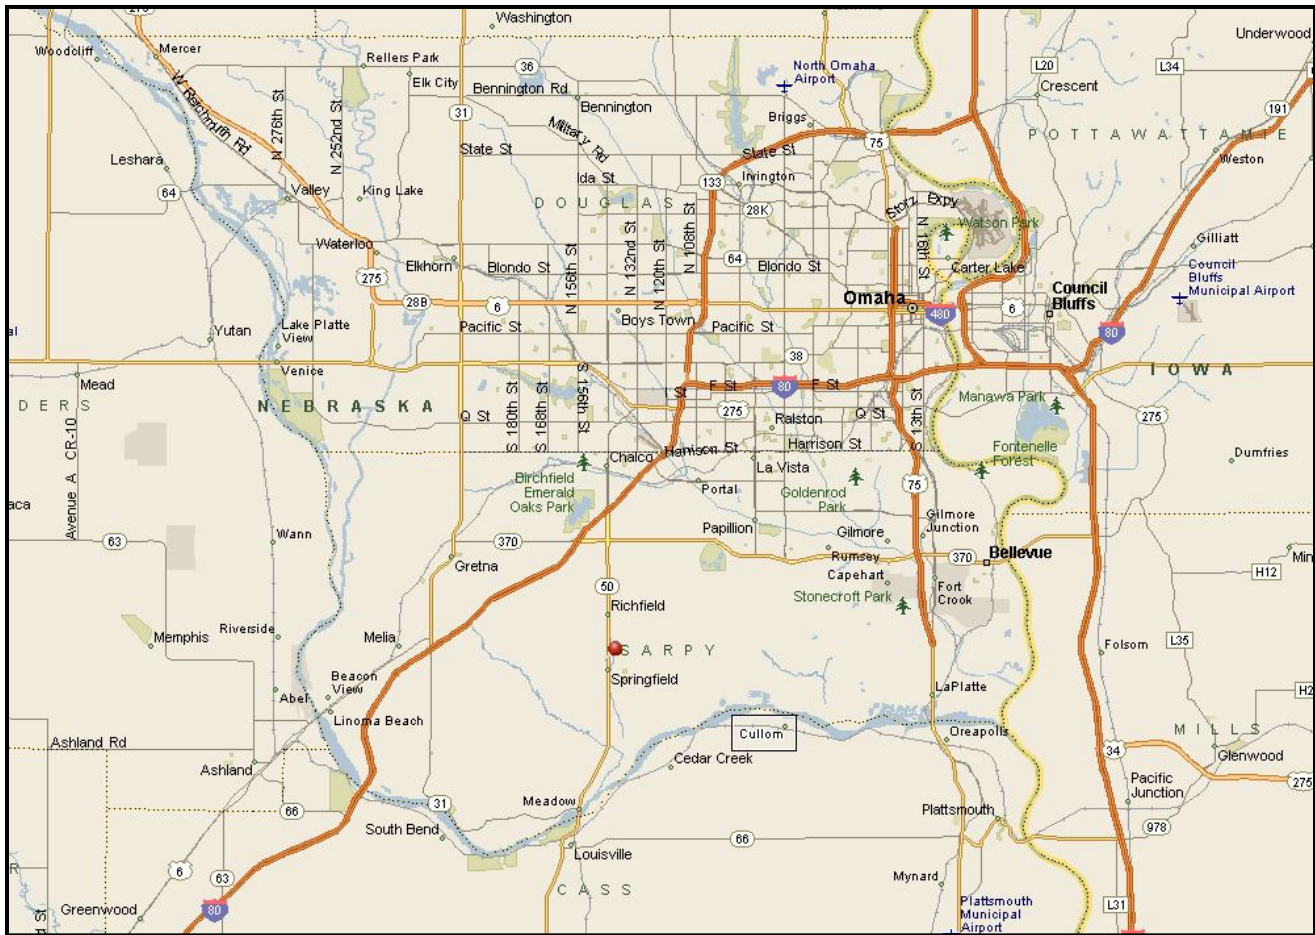 Washington
Underwood
Woodcliff
Mercer
Rellers Park
36
North Omaha
Airport
L20
L34
Elk City
Bennington Rd
Crescent
W Reichmuth Rd
N 276th St
N 252nd St
31
Bennington
Briggs
191
Military Rd
75
POTTAWATTAMIE
State St
State St
Leshara
Weston
64
Valley
King Lake
Ida St
133
Irvington
DOUGLAS
28K
Storz Expy
Watson Park
N 16th St
Waterloo
Elkhorn
Blondo St
N 156th St
N 132nd St
N 120th St
N 108th St
64
Blondo St
Carter Lake
Gilliatt
Council
Bluffs
Municipal Airport
275
28B
6
Omaha
480
6
Council
Bluffs
Boys Town
Pacific St
Pacific St
80
Yutan
Lake Platte
View
Venice
38
IOWA
Mead
DERS
NEBRASKA
S 180th St
S 168th St
S 156th St
I St
F St
80
F St
S 13th St
Manawa Park
275
Q St
275
Ralston
Q St
Avenue A CR-10
Harrison St
Harrison St
Fontenelle
Forest
Dumfries
Chalco
La Vista
Birchfield
Emerald
Oaks Park
Portal
Goldenrod
Park
75
aca
63
Wann
370
Papillion
Gilmore
Gilmore
Junction
Gretna
Rumsey
370
Bellevue
Min
H12
Capehart
50
Stonecroft Park
Fort
Crook
Richfield
Memphis
Riverside
Melia
SARPY
Folsom
L35
Springfield
Beacon
View
Abel
LaPlatte
H2
Linoma Beach
MILLS
Ashland Rd
Cullom
Oreapolis
34
Glenwood
Ashland
Cedar Creek
275
Pacific
Junction
31
Meadow
66
Plattsmouth
South Bend
66
978
Louisville
6
63
CASS
Mynard
R
Greenwood
80
Plattsmouth
Municipal
Airport
L31